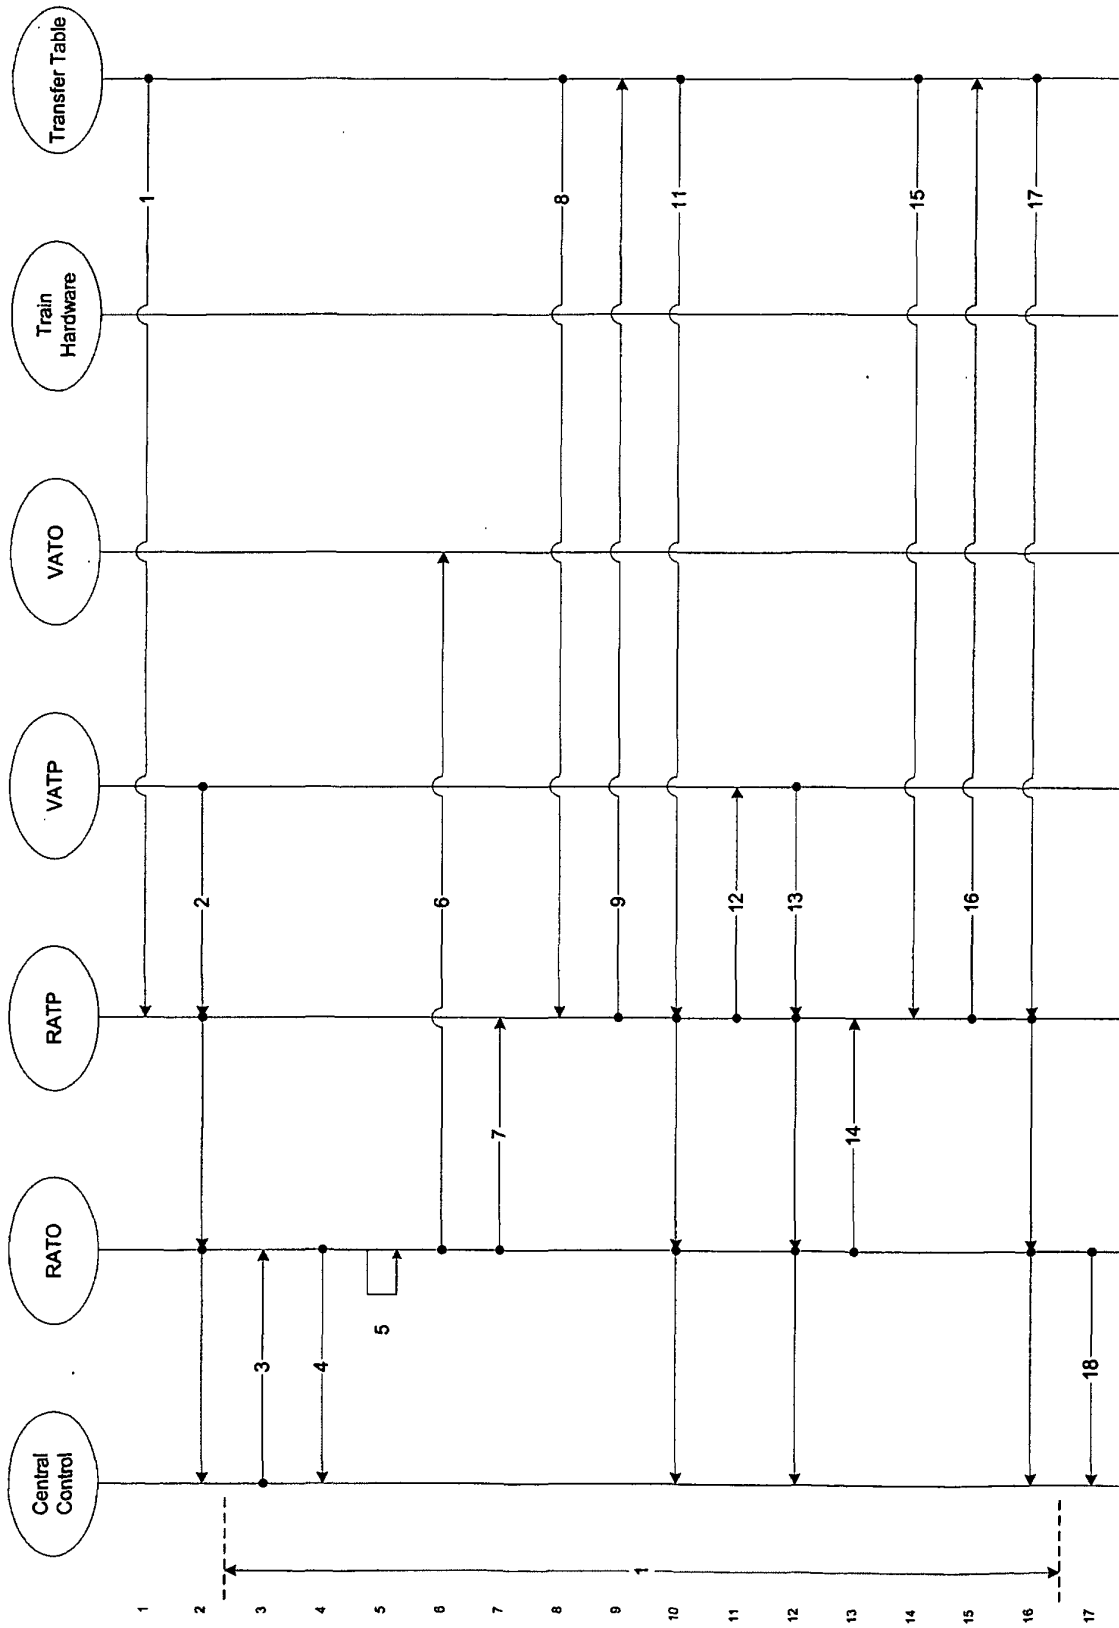 Central Control
RATO
RATP
VATP
VATO
Train Hardware
Transfer Table
1 1
2 2
3 3
4 4
5 5
6 6
7 7
8 8
9 9
1
10 11
11 12
12 13
13 14
14 15
15 16
16 17
17 18